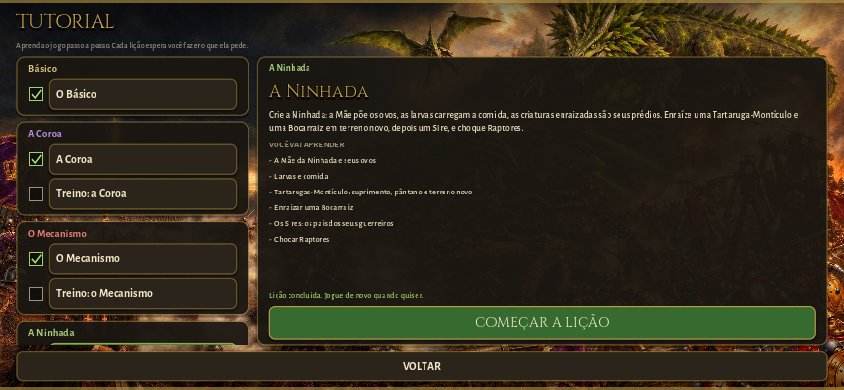 TUTORIAL
Aprenda o jogo passo a passo. Cada lição espera você fazer o que ela pede.
Básico
O Básico
A Coroa
A Coroa
Treino: a Coroa
O Mecanismo
O Mecanismo
Treino: o Mecanismo
A Ninhada
A Ninhada
A NINHADA
Crie a Ninhada: a Mãe põe os ovos, as larvas carregam a comida, as criaturas enraizadas são seus prédios. Enraíze uma Tartaruga-Montículo e
uma Bocarraiz em terreno novo, depois um Sire, e choque Raptores.
VOCÊ VAI APRENDER
- A Mãe da Ninhada e seus ovos
- Larvas e comida
- Tartarugas-Montículo: suprimento, pântano e terreno novo
- Enraizar uma Bocarraiz
- Os Sires: os pais dos seus guerreiros
- Chocar Raptores
Lição concluída. Jogue de novo quando quiser.
COMEÇAR A LIÇÃO
VOLTAR